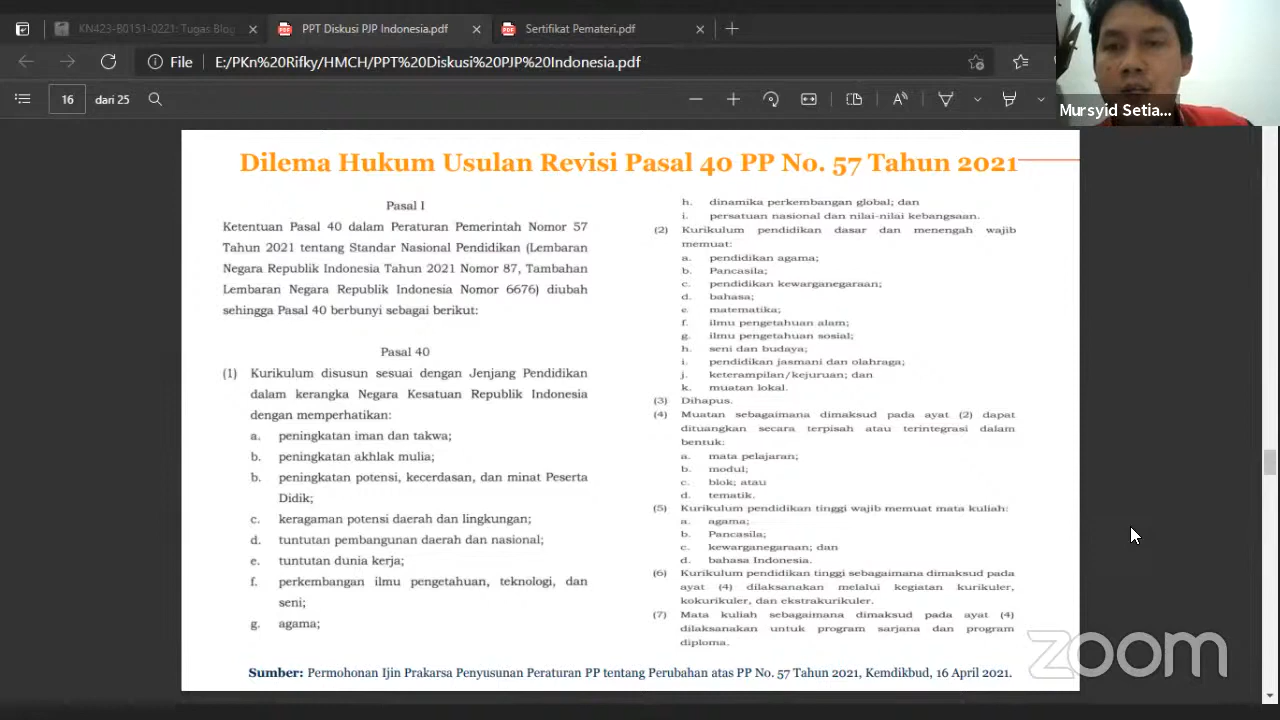 KN423-B0151-0221: Tugas Blog
PPT Diskusi PJP Indonesia.pdf
Sertifikat Pemateri.pdf
File
E:/PKn%20Rifky/HMCH/PPT%20Diskusi%20PJP%20Indonesia.pdf
16
dari 25
Mursyid Setia...
Dilema Hukum Usulan Revisi Pasal 40 PP No. 57 Tahun 2021
Pasal I
Ketentuan Pasal 40 dalam Peraturan Pemerintah Nomor 57
Tahun 2021 tentang Standar Nasional Pendidikan (Lembaran
Negara Republik Indonesia Tahun 2021 Nomor 87, Tambahan
Lembaran Negara Republik Indonesia Nomor 6676) diubah
sehingga Pasal 40 berbunyi sebagai berikut:
Pasal 40
(1) Kurikulum disusun sesuai dengan Jenjang Pendidikan
dalam kerangka Negara Kesatuan Republik Indonesia
dengan memperhatikan:
a. peningkatan iman dan takwa;
b. peningkatan akhlak mulia;
b. peningkatan potensi, kecerdasan, dan minat Peserta
Didik;
c. keragaman potensi daerah dan lingkungan;
d. tuntutan pembangunan daerah dan nasional;
e. tuntutan dunia kerja;
f. perkembangan ilmu pengetahuan, teknologi, dan
seni;
g. agama;
h. dinamika perkembangan global; dan
i. persatuan nasional dan nilai-nilai kebangsaan.
(2) Kurikulum pendidikan dasar dan menengah wajib
memuat:
a. pendidikan agama;
b. Pancasila;
c. pendidikan kewarganegaraan;
d. bahasa;
e. matematika;
f. ilmu pengetahuan alam;
g. ilmu pengetahuan sosial;
h. seni dan budaya;
i. pendidikan jasmani dan olahraga;
j. keterampilan/kejuruan; dan
k. muatan lokal.
(3) Dihapus.
(4) Muatan sebagaimana dimaksud pada ayat (2) dapat
dituangkan secara terpisah atau terintegrasi dalam
bentuk:
a. mata pelajaran;
b. modul;
c. blok; atau
d. tematik.
(5) Kurikulum pendidikan tinggi wajib memuat mata kuliah:
a. agama;
b. Pancasila;
c. kewarganegaraan; dan
d. bahasa Indonesia.
(6) Kurikulum pendidikan tinggi sebagaimana dimaksud pada
ayat (4) dilaksanakan melalui kegiatan kurikuler,
kokurikuler, dan ekstrakurikuler.
(7) Mata kuliah sebagaimana dimaksud pada ayat (4)
dilaksanakan untuk program sarjana dan program
diploma.
Sumber: Permohonan Ijin Prakarsa Penyusunan Peraturan PP tentang Perubahan atas PP No. 57 Tahun 2021, Kemdikbud, 16 April 2021.
zoom